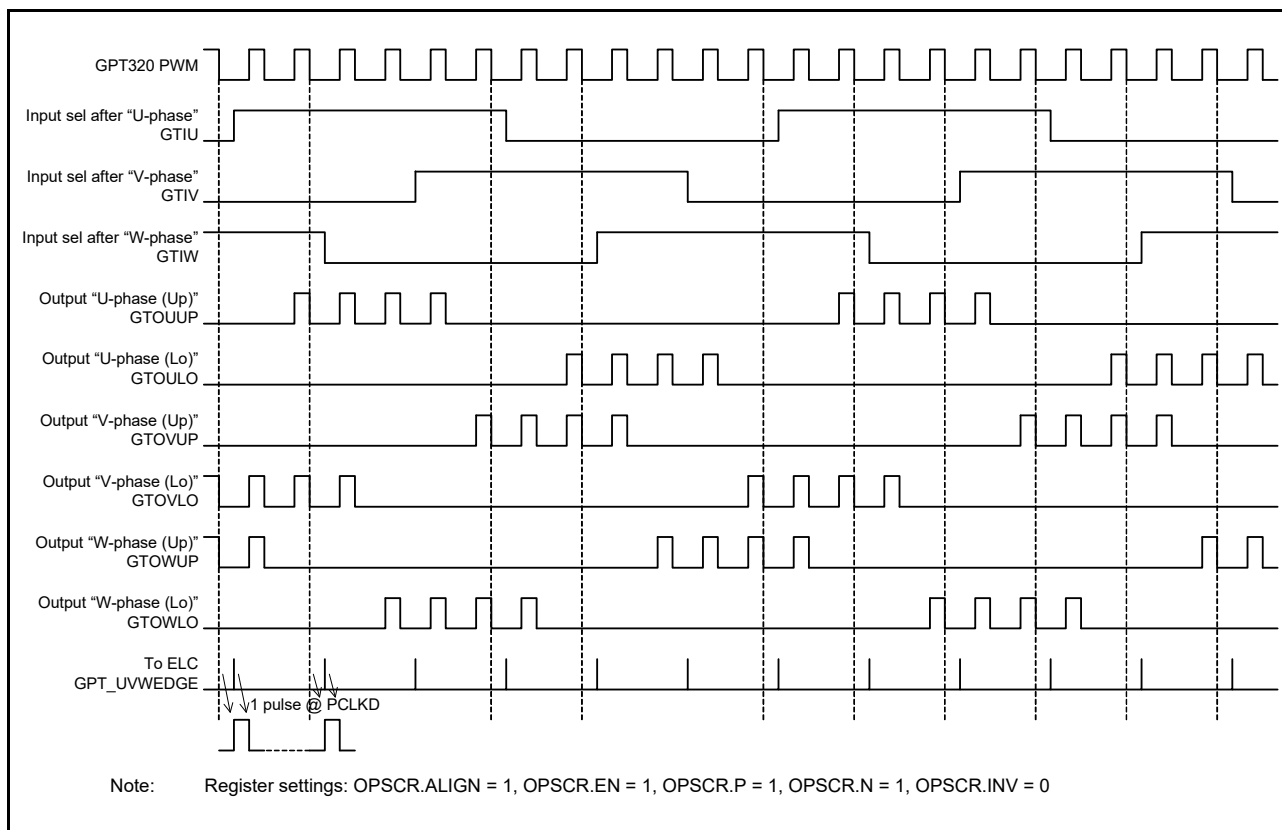 GPT320 PWM
Input sel after “U-phase”
GTIU
Input sel after “V-phase”
GTIV
Input sel after “W-phase”
GTIW
Output “U-phase (Up)”
GTOUUP
Output “U-phase (Lo)”
GTOULO
Output “V-phase (Up)”
GTOVUP
Output “V-phase (Lo)”
GTOVLO
Output “W-phase (Up)”
GTOWUP
Output “W-phase (Lo)”
GTOWLO
To ELC
GPT_UVWEDGE
1 pulse @ PCLKD
Note: Register settings: OPSCR.ALIGN = 1, OPSCR.EN = 1, OPSCR.P = 1, OPSCR.N = 1, OPSCR.INV = 0